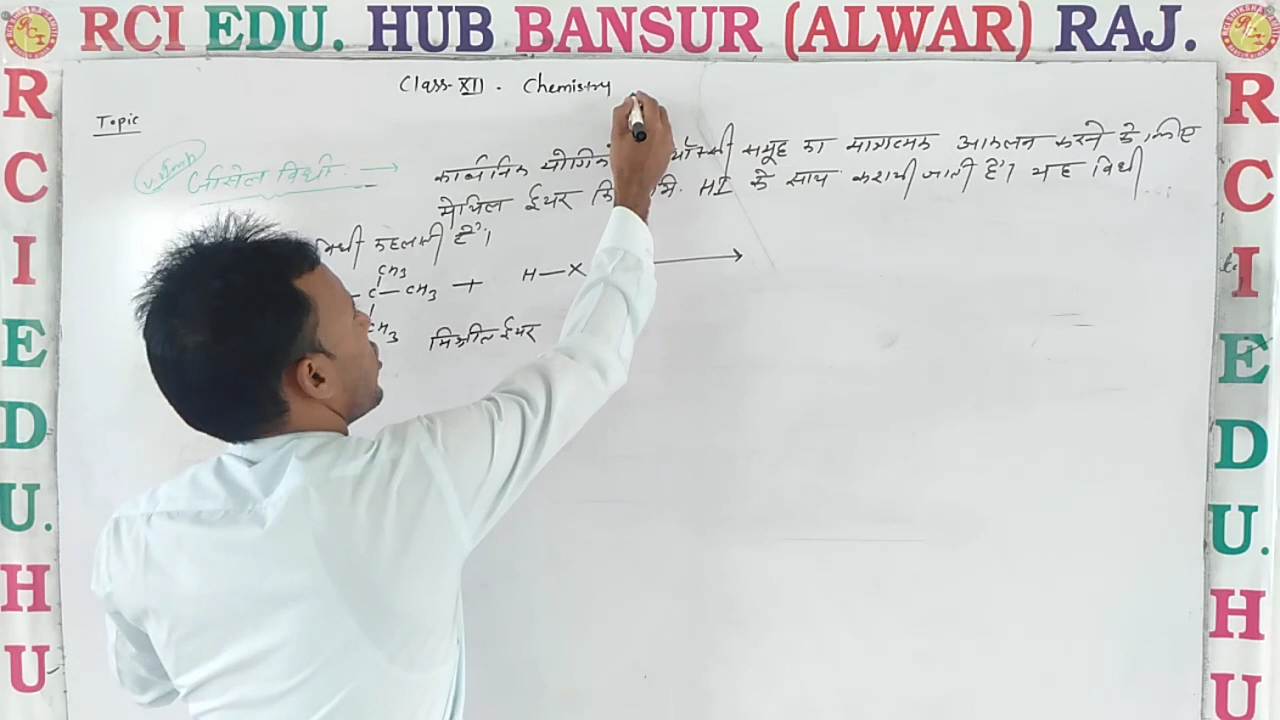 RCI EDU. HUB BANSUR (ALWAR) RAJ.
R C I E D U. H U
Class-XII . Chemistry
Topic
V.V.Imb
जीसेल विधी → कार्बनिक समूह का मात्रात्मक आकलन करने के लिए
मेथिल ईथर HI के साथ करायी जाती है। यह विधी
विधी कहलाती है।
CH3
C — CH3 + H — X →
CH3 मिश्रीत ईथर
R C I E D U. H U